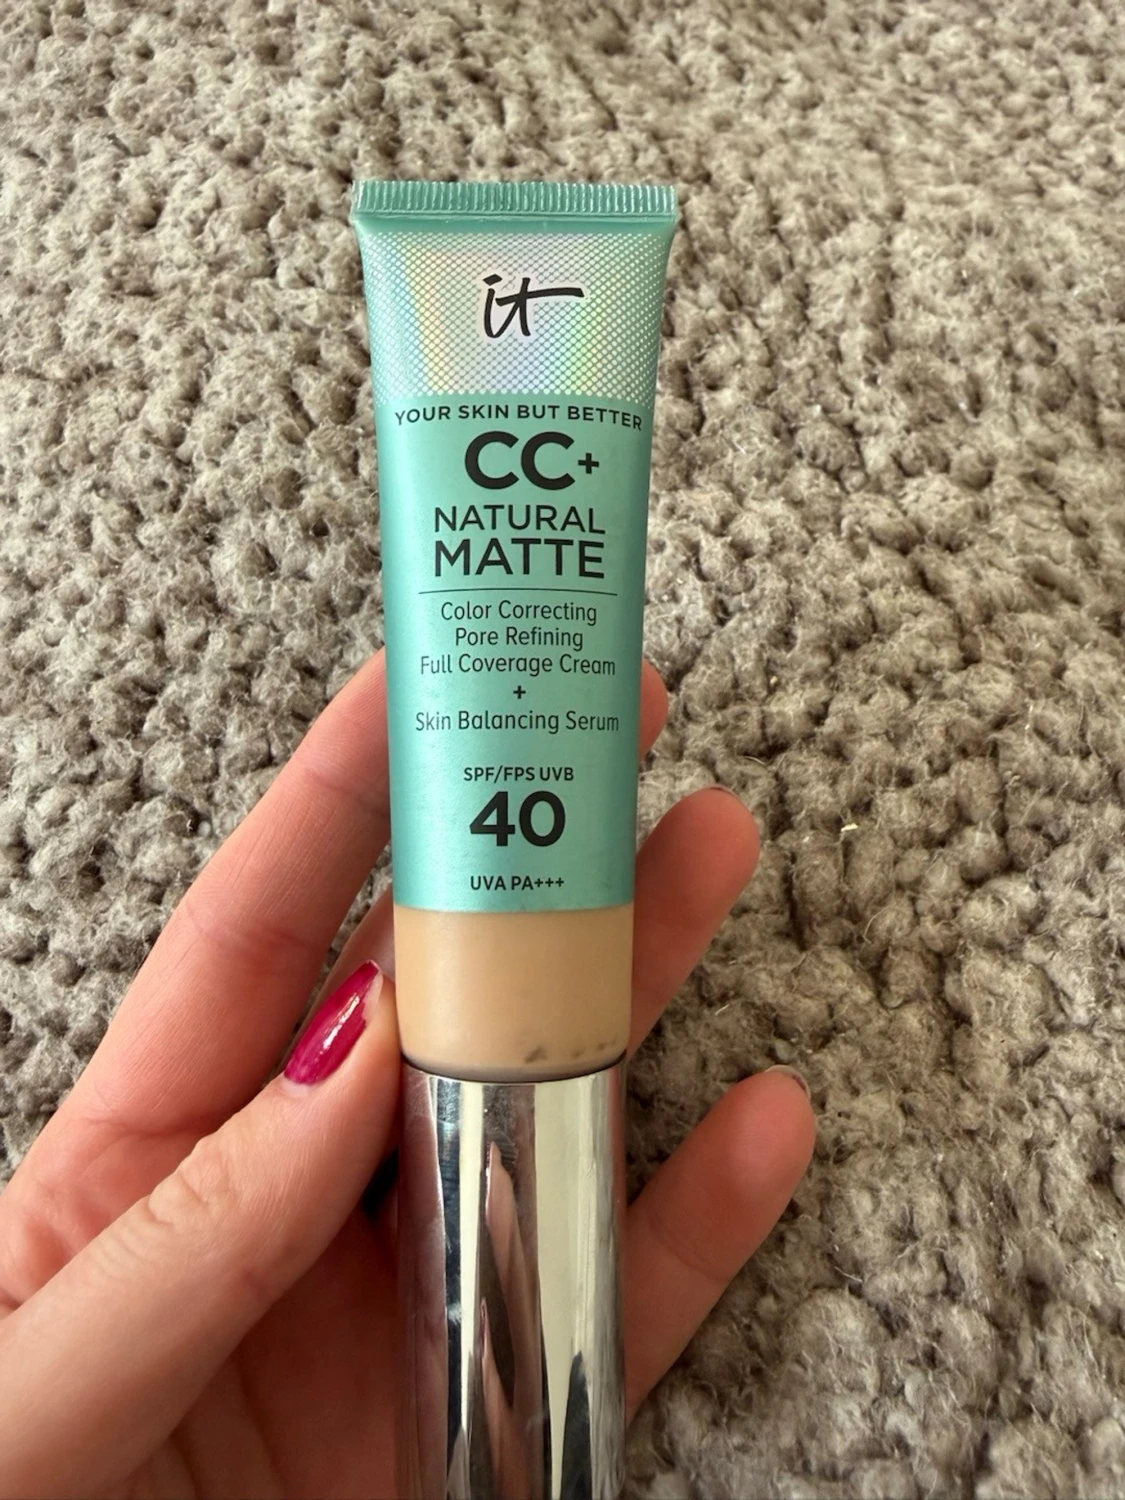 it
YOUR SKIN BUT BETTER
CC+
NATURAL
MATTE
Color Correcting
Pore Refining
Full Coverage Cream
+
Skin Balancing Serum
SPF/FPS UVB
40
UVA PA+++